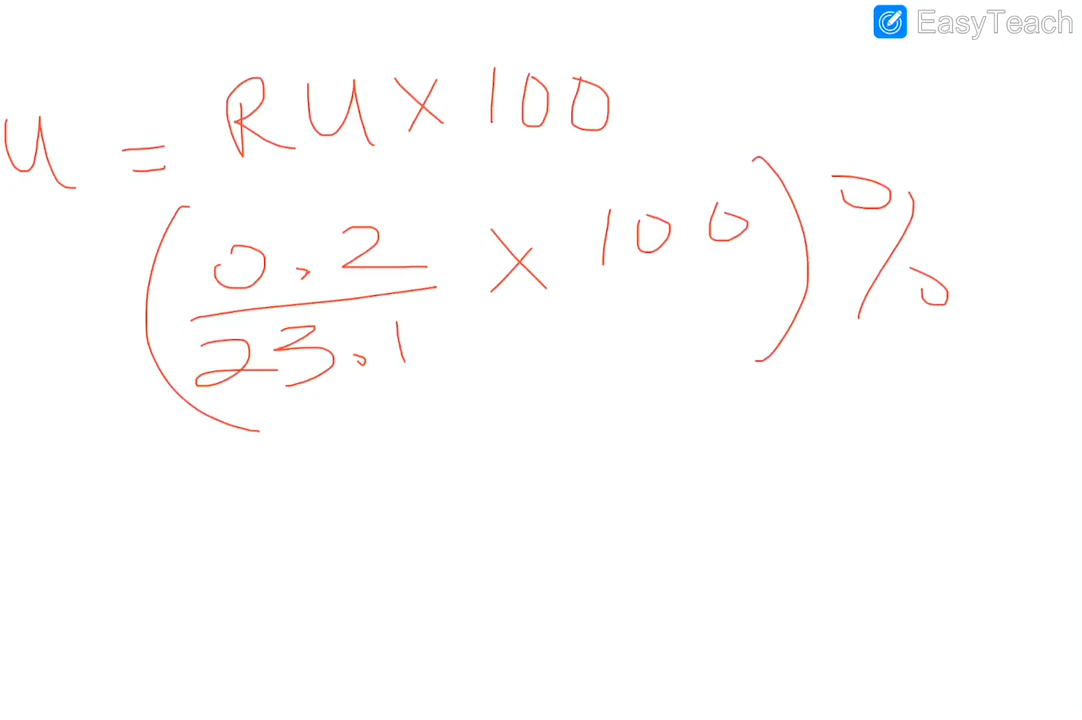 EasyTeach
u = RU × 100
(0.2/23.1 × 100)%